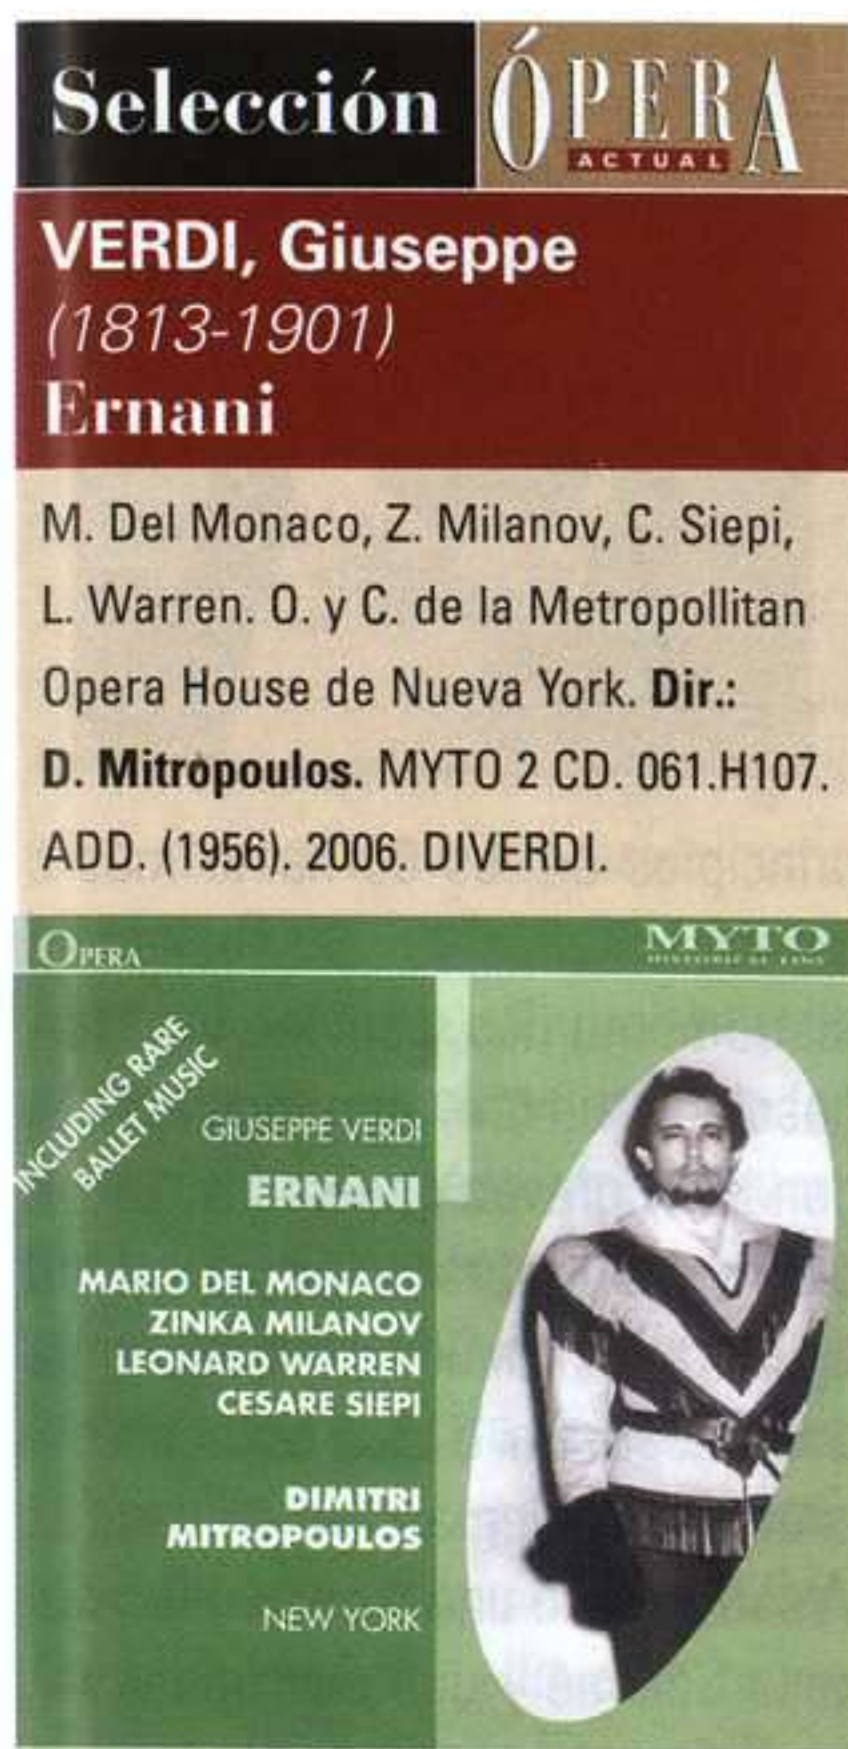 Selección ÓPERA
ACTUAL
VERDI, Giuseppe
(1813-1901)
Ernani
M. Del Monaco, Z. Milanov, C. Siepi,
L. Warren. O. y C. de la Metropollitan
Opera House de Nueva York. Dir.:
D. Mitropoulos. MYTO 2 CD. 061.H107.
ADD. (1956). 2006. DIVERDI.
OPERA
MYTO
INCLUDING RARE
BALLET MUSIC
GIUSEPPE VERDI
ERNANI
MARIO DEL MONACO
ZINKA MILANOV
LEONARD WARREN
CESARE SIEPI
DIMITRI
MITROPOULOS
NEW YORK